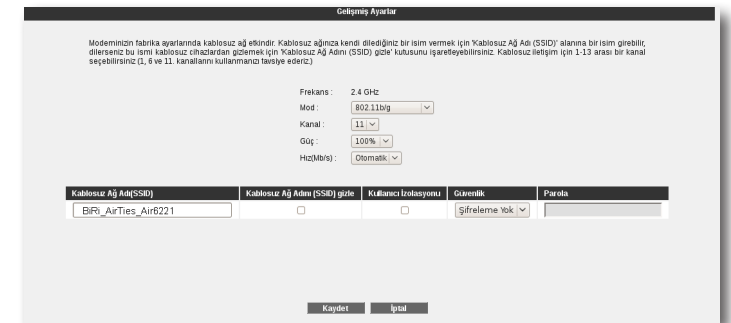 Gelişmiş Ayarlar
Modeminizin fabrika ayarlarında kablosuz ağ etkindir. Kablosuz ağınıza kendi dilediğiniz bir isim vermek için 'Kablosuz Ağ Adı (SSID)' alanına bir isim girebilir,
dilerseniz bu ismi kablosuz cihazlardan gizlemek için 'Kablosuz Ağ Adını (SSID) gizle' kutusunu işaretleyebilirsiniz. Kablosuz iletişim için 1-13 arası bir kanal
seçebilirsiniz (1, 6 ve 11. kanallarını kullanmanızı tavsiye ederiz.)
Frekans : 2.4 GHz
Mod : 802.11b/g
Kanal : 11
Güç : 100%
Hız(Mb/s) : Otomatik
Kablosuz Ağ Adı(SSID) Kablosuz Ağ Adını (SSID) gizle Kullanıcı İzolasyonu Güvenlik Parola
BiRi_AirTies_Air6221 Şifreleme Yok
Kaydet İptal